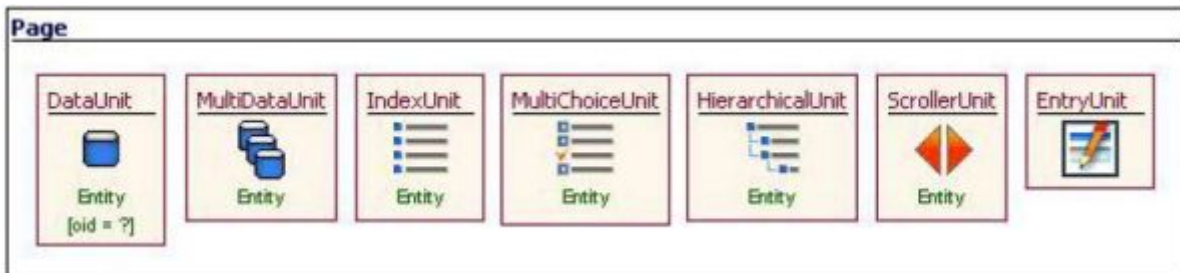 Page
DataUnit
Entity
[oid = ?]
MultiDataUnit
Entity
IndexUnit
Entity
MultiChoiceUnit
Entity
HierarchicalUnit
Entity
ScrollerUnit
Entity
EntryUnit